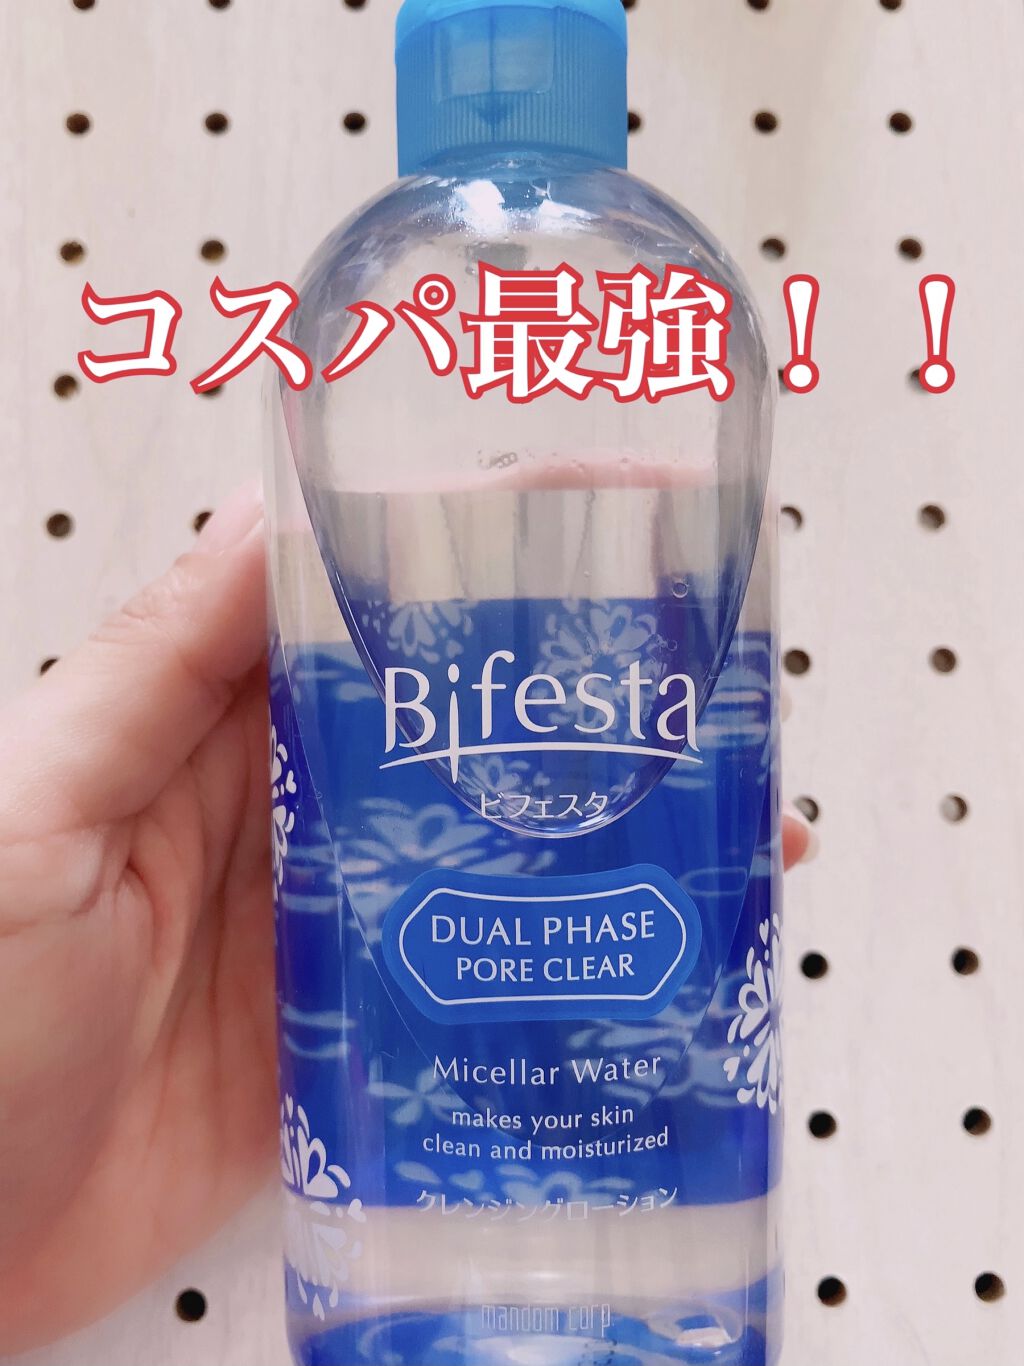 コスパ最強！！
Bifesta
ビフェスタ
DUAL PHASE
PORE CLEAR
Micellar Water
makes your skin
clean and moisturized
クレンジングローション
mandom corp.